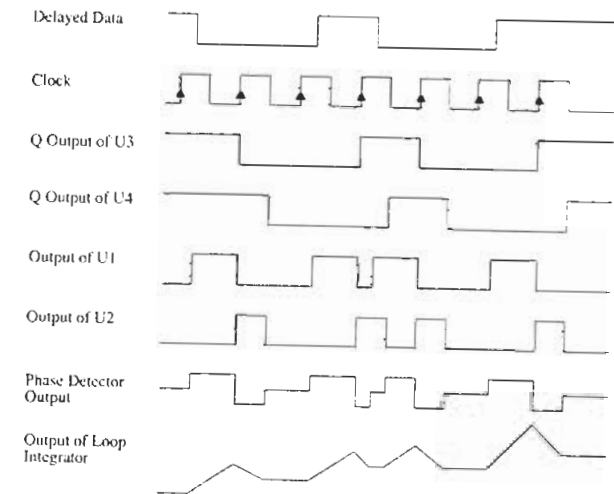 Delayed Data
Clock
Q Output of U3
Q Output of U4
Output of U1
Output of U2
Phase Detector
Output
Output of Loop
Integrator